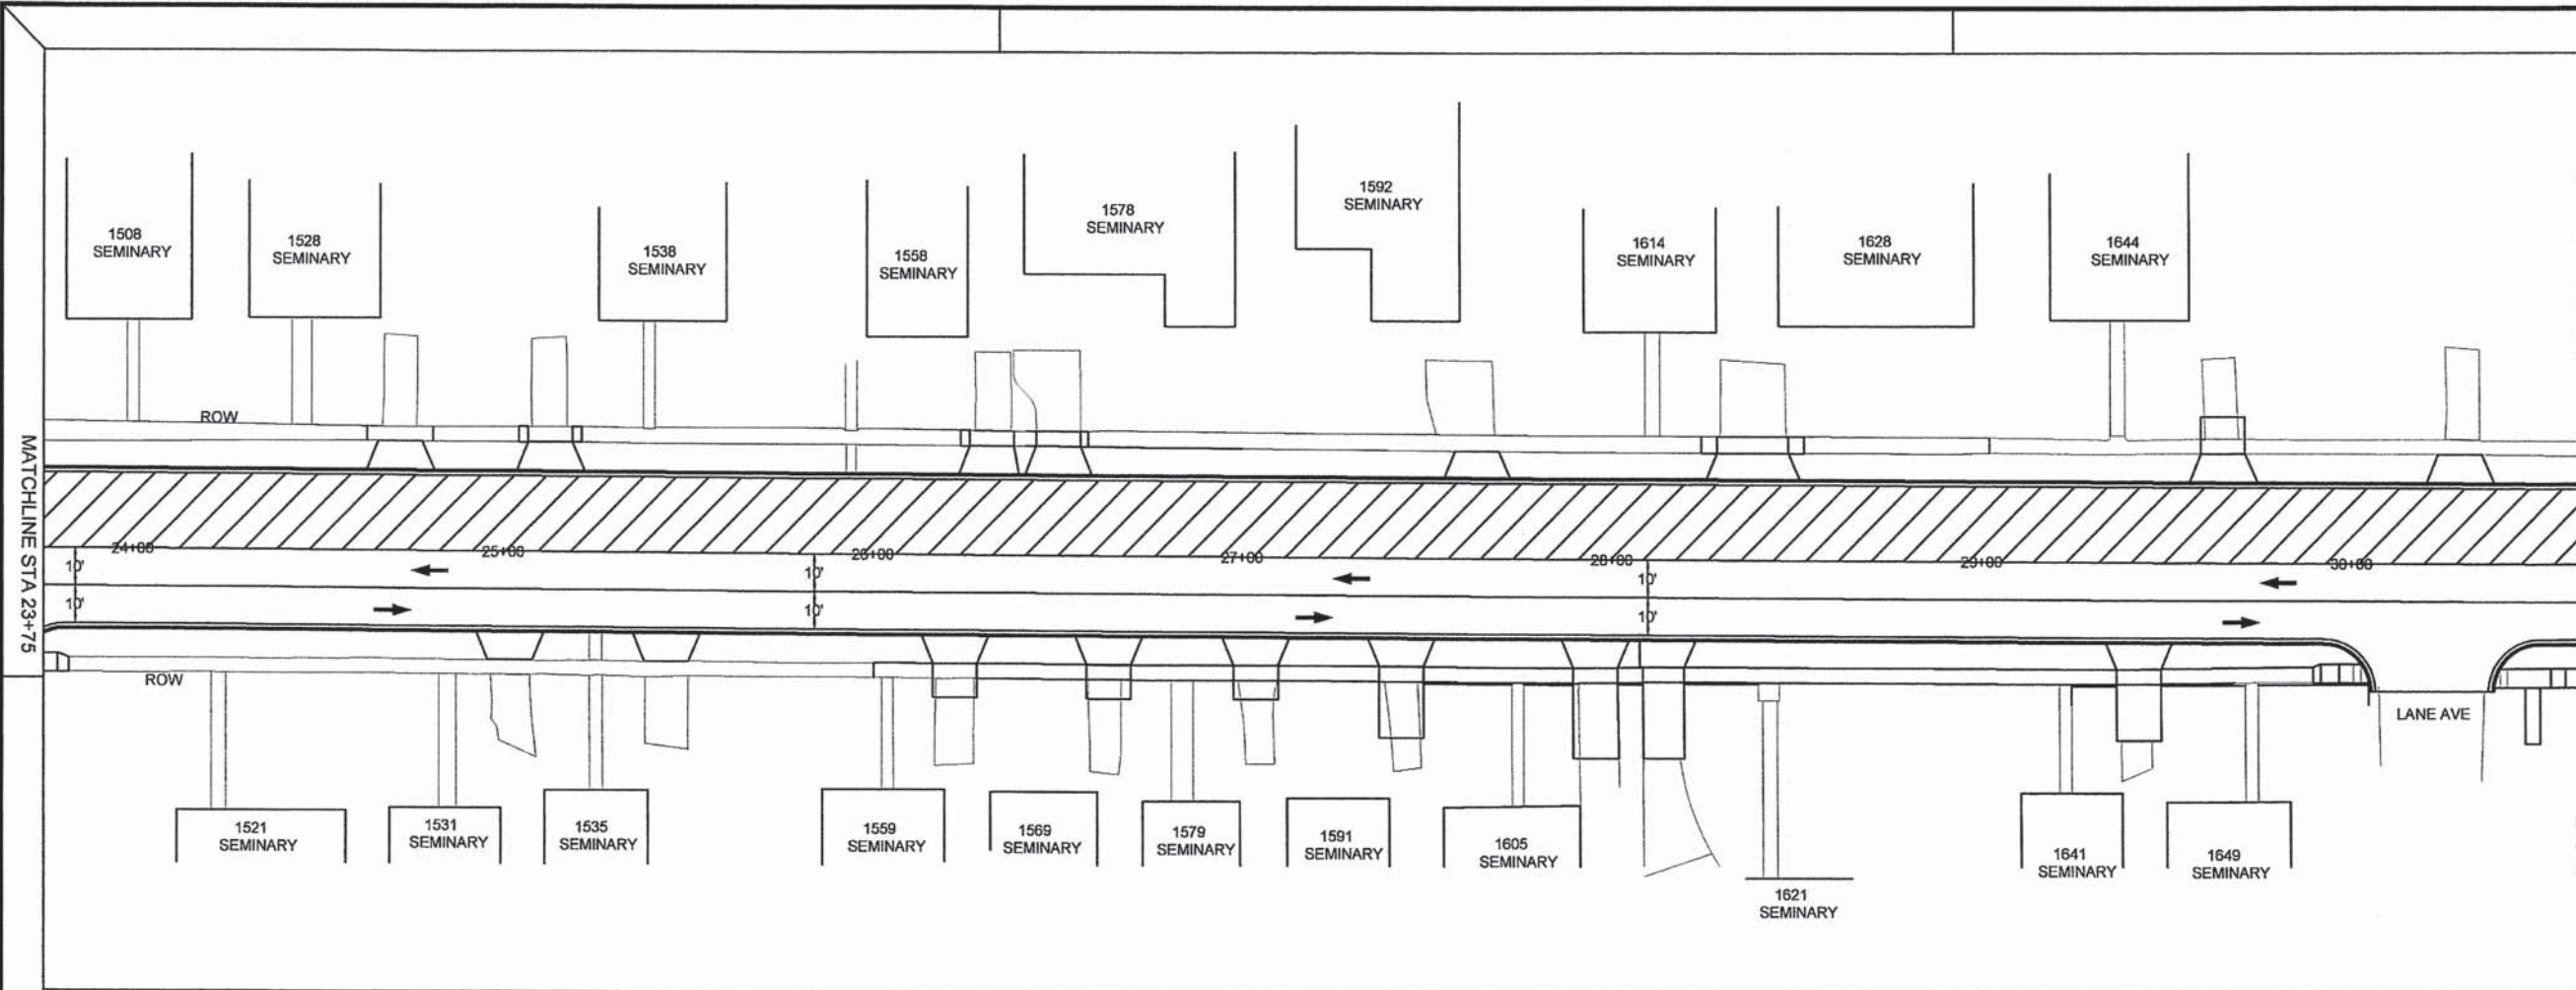 1592
SEMINARY
1578
SEMINARY
1508
SEMINARY
1528
SEMINARY
1538
SEMINARY
1558
SEMINARY
1614
SEMINARY
1628
SEMINARY
1644
SEMINARY
ROW
MATCHLINE STA 23+75
24+00
25+00
26+00
27+00
28+00
29+00
30+00
10'
10'
10'
10'
10'
10'
ROW
LANE AVE
1521
SEMINARY
1531
SEMINARY
1535
SEMINARY
1559
SEMINARY
1569
SEMINARY
1579
SEMINARY
1591
SEMINARY
1605
SEMINARY
1621
SEMINARY
1641
SEMINARY
1649
SEMINARY